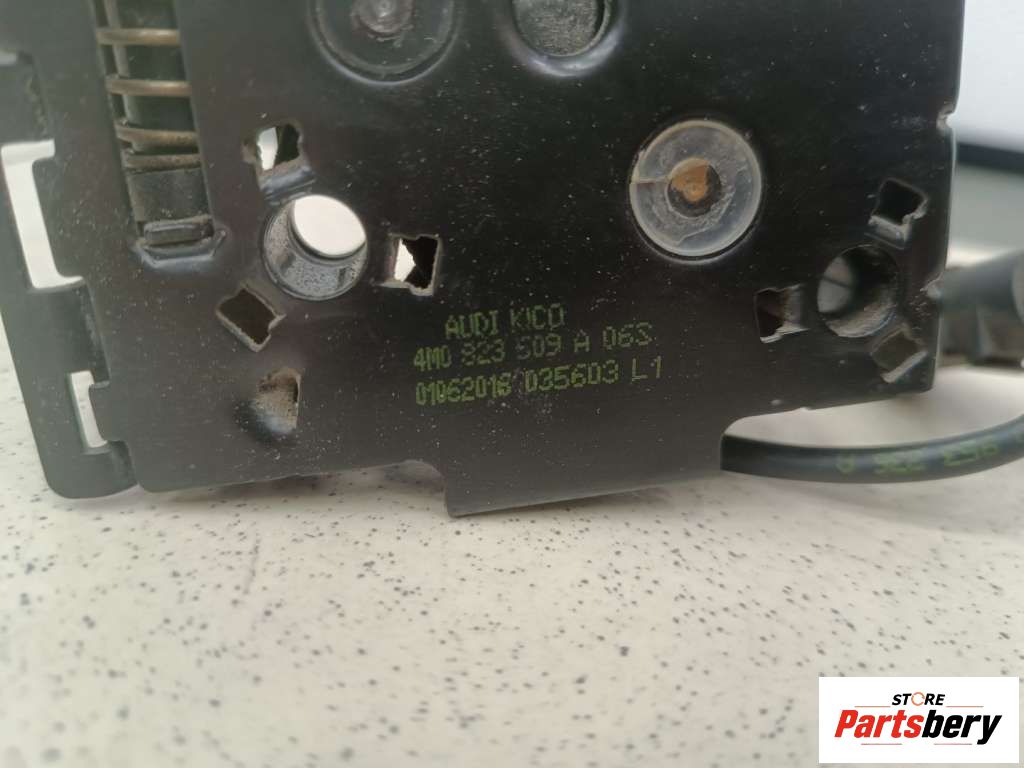 AUDI KICO
4M0 823 509 A 06S
01062016 035603 L1
STORE
Partsbery